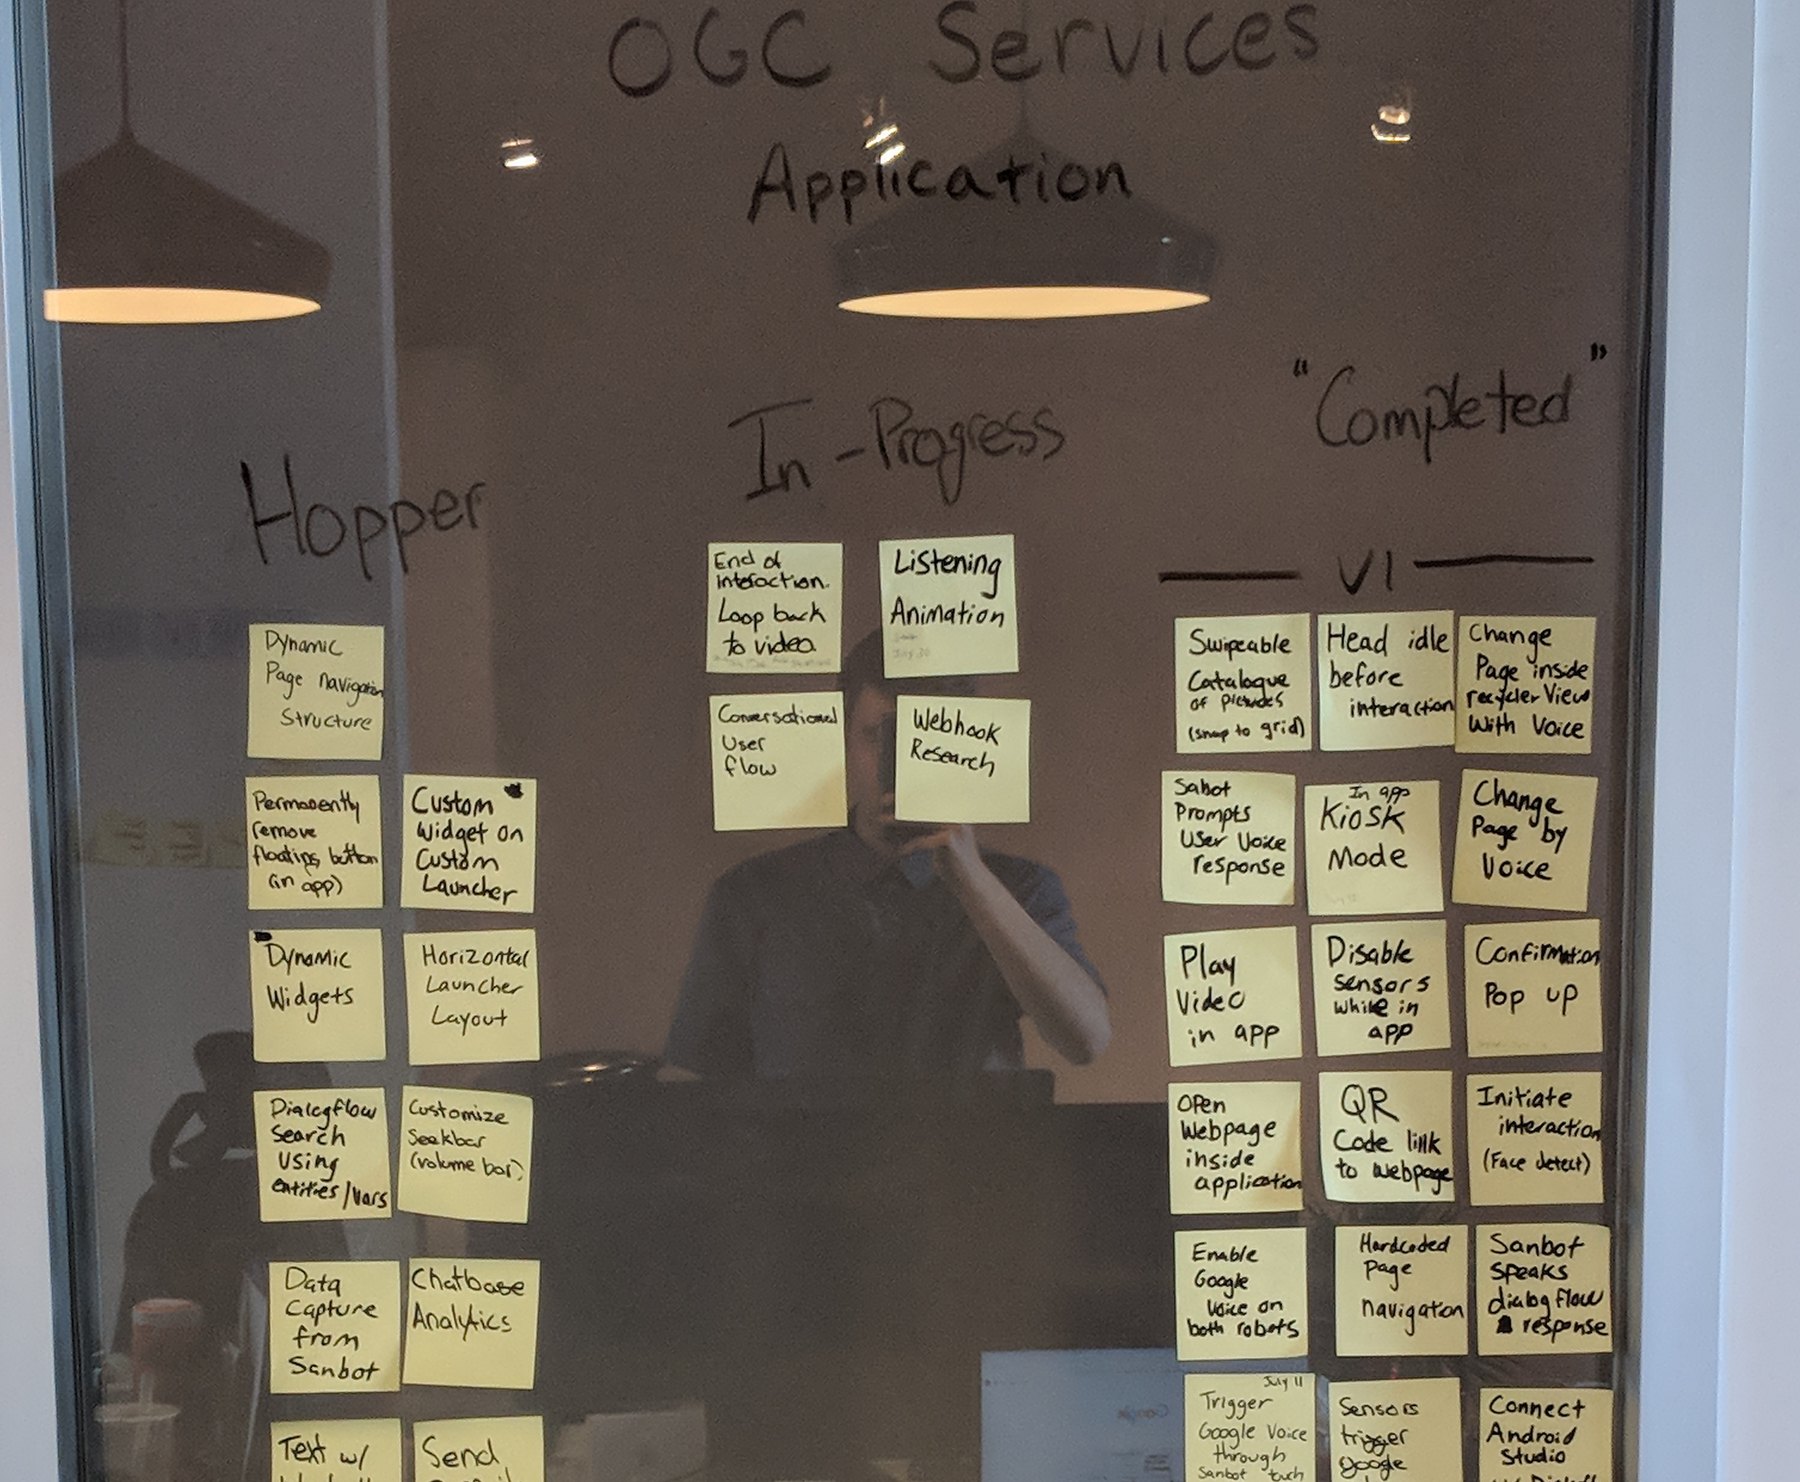 OGC Services
Application
Hopper
In-Progress
"Completed"
V1
Dynamic
Page navigation
Structure
Permanently
remove
floating button
(in app)
Custom
Widget on
Custom
Launcher
Dynamic
Widgets
Horizontal
Launcher
Layout
Dialogflow
Search
Using
entities/vars
Customize
Seekbar
(volume bar)
Data
Capture
from
Sanbot
Chatbase
Analytics
Text w/
Send
End of
interaction.
Loop back
to video
Listening
Animation
Conversational
User
flow
Webhook
Research
Swipeable
Catalogue
of pictures
(snap to grid)
Head idle
before
interaction
Change
Page inside
recyclerView
With Voice
Sabot
Prompts
User Voice
response
In app
Kiosk
Mode
Change
Page by
Voice
Play
Video
in app
Disable
sensors
while in
app
Confirmation
Pop up
Open
Webpage
inside
application
QR
Code link
to webpage
Initiate
interaction
(Face detect)
Enable
Google
Voice on
both robots
Hardcoded
Page
navigation
Sanbot
speaks
dialogflow
response
July 11
Trigger
Google Voice
through
Sanbot touch
Sensors
trigger
Google
Connect
Android
Studio